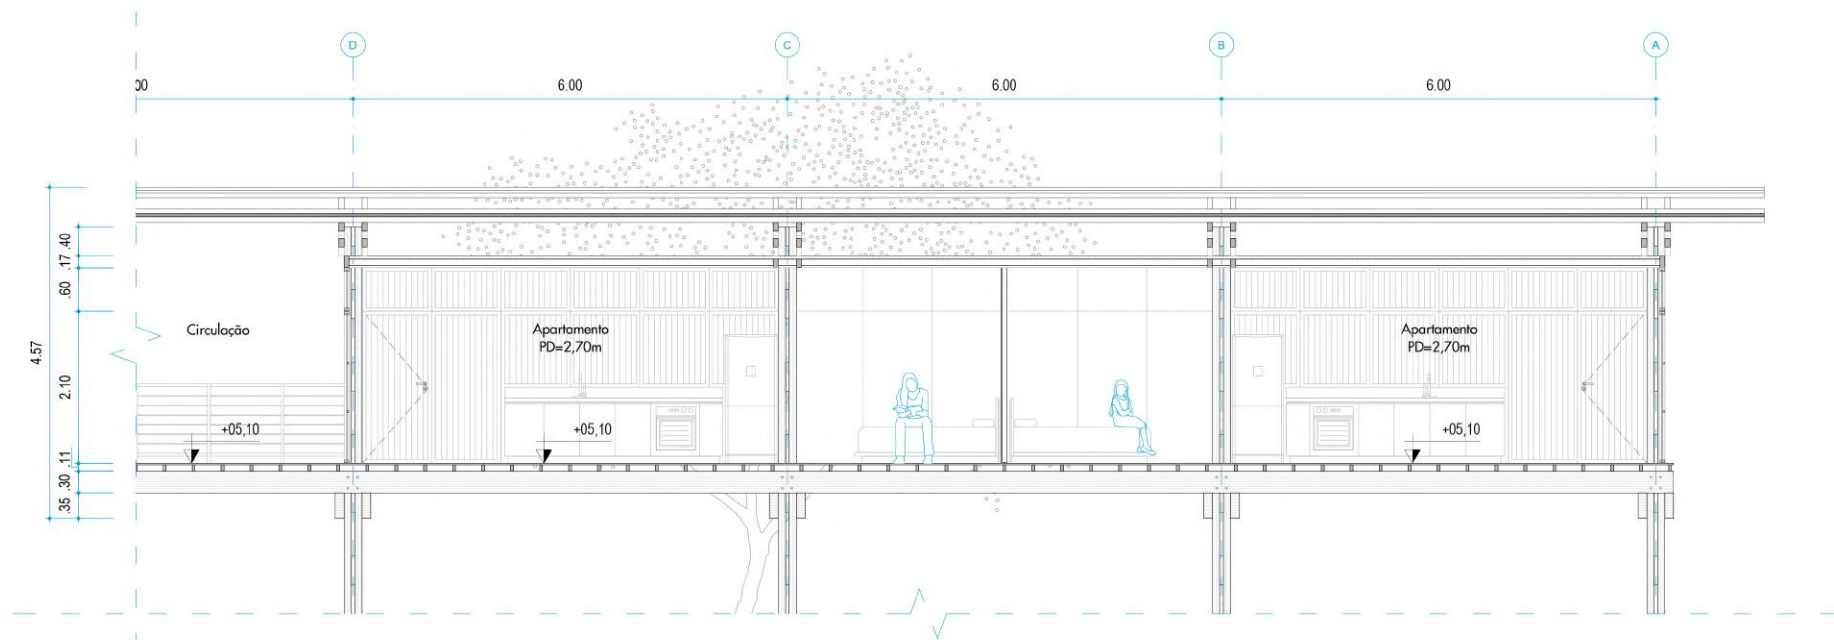 D
C
B
A
00
6.00
6.00
6.00
.40
.17
.60
2.10
.11
.30
.35
4.57
Circulação
Apartamento
PD=2,70m
Apartamento
PD=2,70m
+05,10
+05,10
+05,10